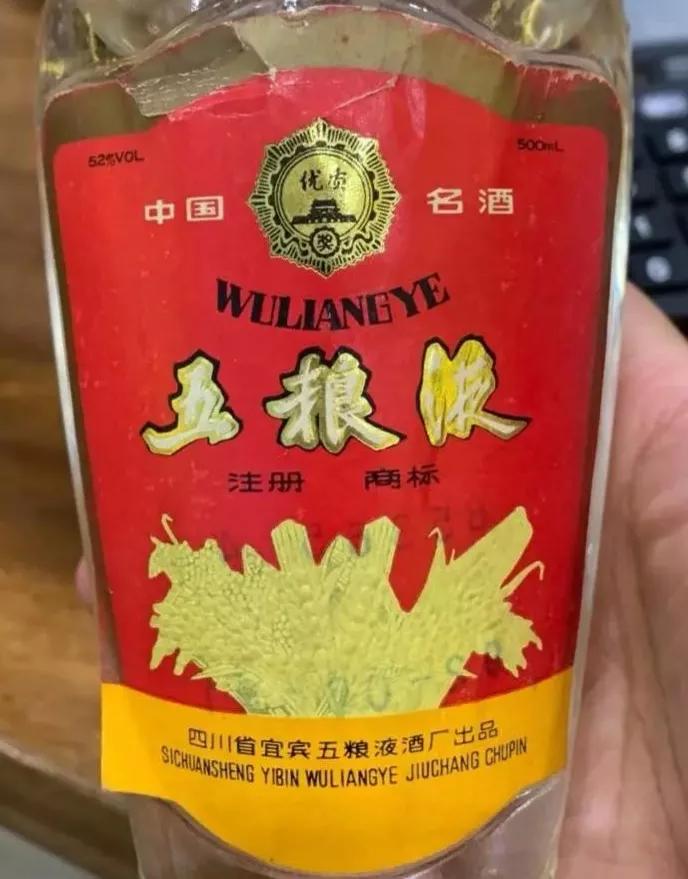 52%VOL 500mL
优质
中国 名酒
奖
WULIANGYE
五粮液
注册 商标
四川省宜宾五粮液酒厂出品
SICHUANSHENG YIBIN WULIANGYE JIUCHANG CHUPIN